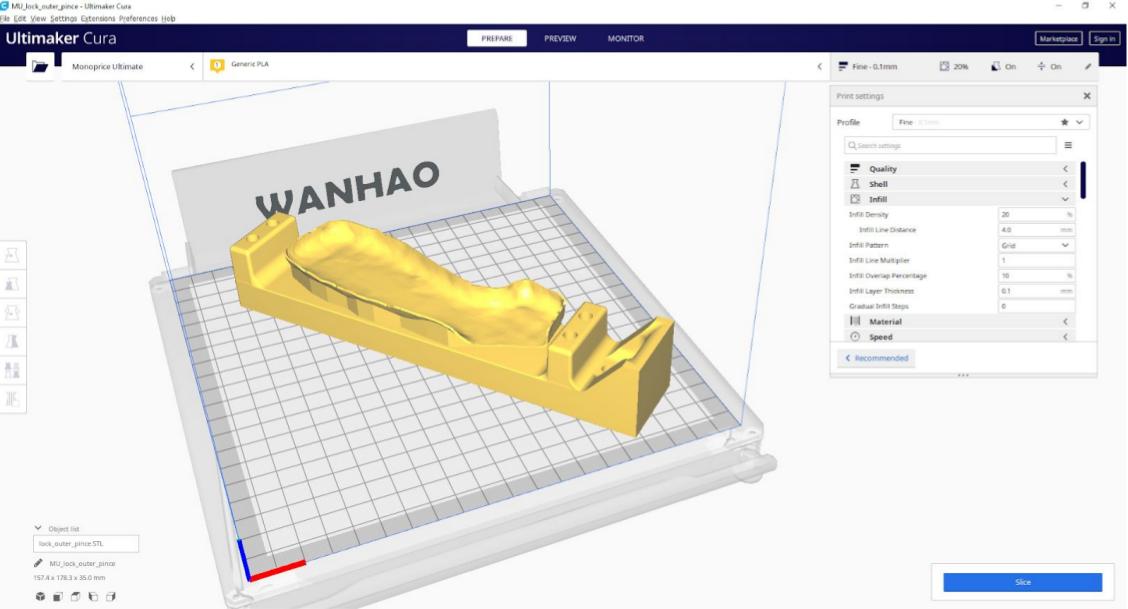 MU_lock_outer_pince - Ultimaker Cura
File Edit View Settings Extensions Preferences Help
Ultimaker Cura
PREPARE PREVIEW MONITOR
Marketplace Sign in
Monoprice Ultimate
Generic PLA
Fine - 0.1mm 20% On On
Print settings
Profile Fine - 0.1mm
Search settings
Quality
Shell
Infill
Infill Density 20 %
Infill Line Distance 4.0 mm
Infill Pattern Grid
Infill Line Multiplier 1
Infill Overlap Percentage 10 %
Infill Layer Thickness 0.1 mm
Gradual Infill Steps 0
Material
Speed
Recommended
WANHAO
Object list
lock_outer_pince.STL
MU_lock_outer_pince
157.4 x 178.3 x 35.0 mm
Slice